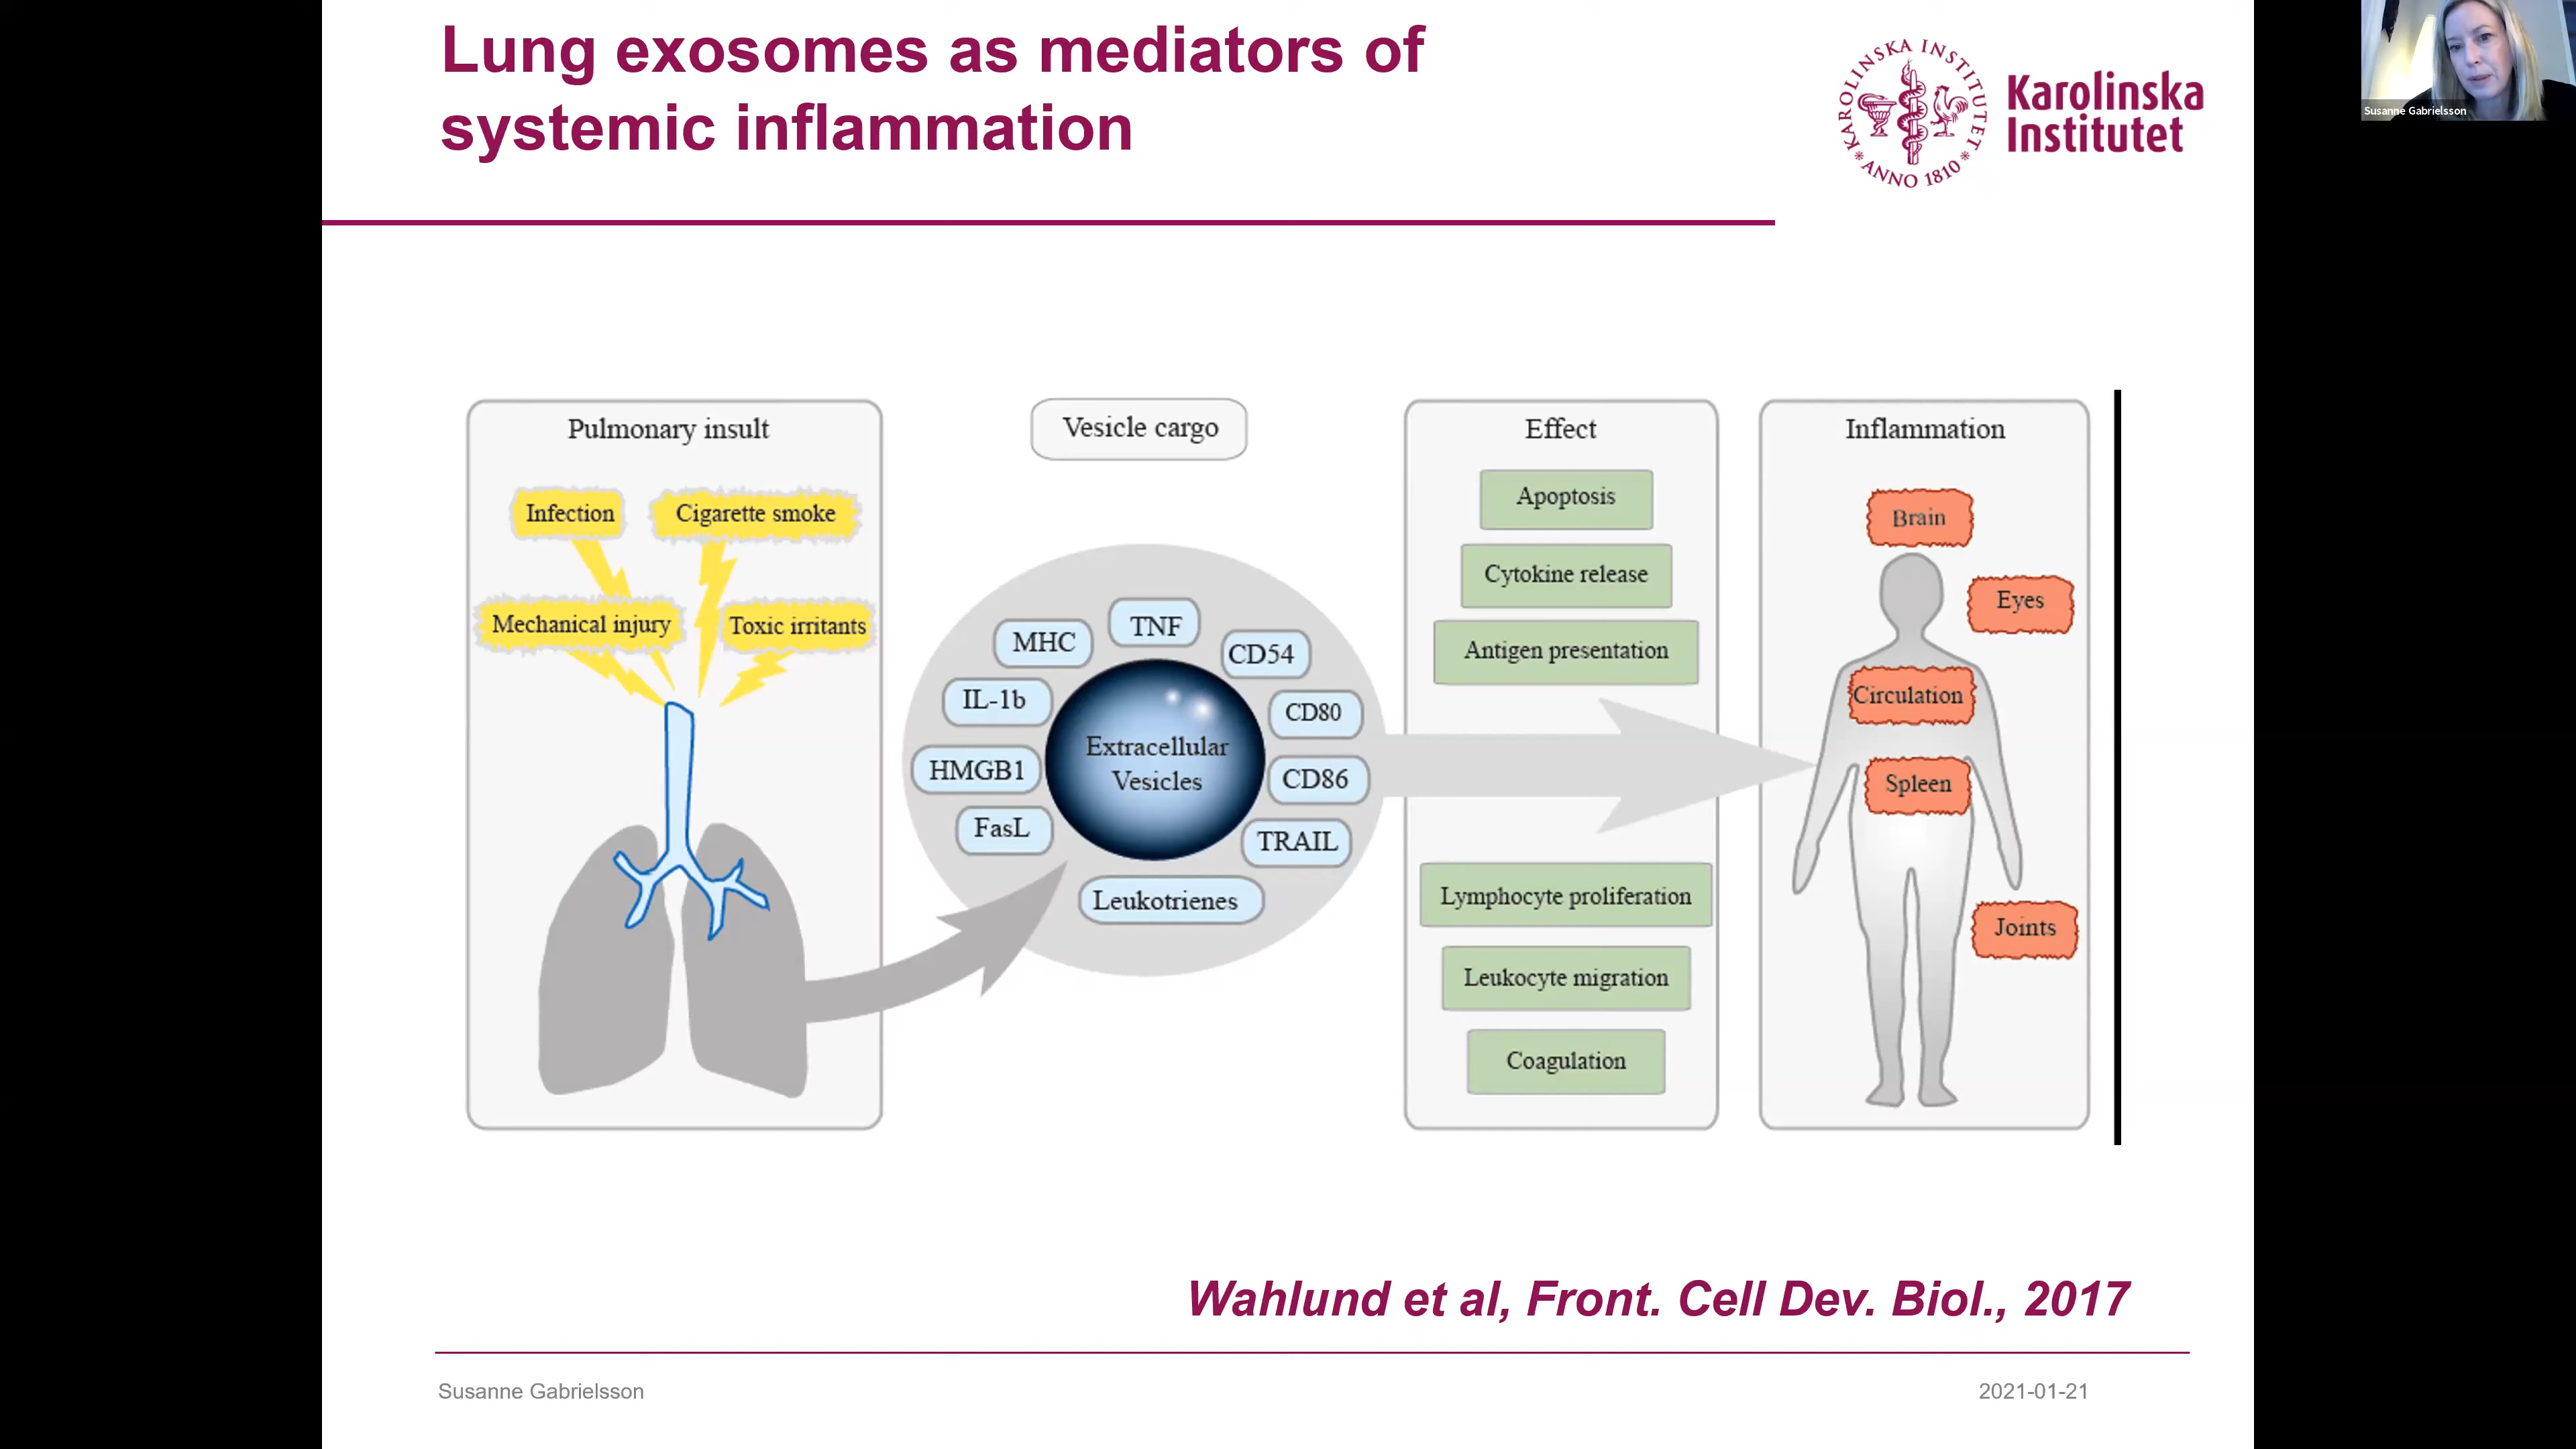 Lung exosomes as mediators of
systemic inflammation
KAROLINSKA INSTITUTET
ANNO 1810
Karolinska
Institutet
Susanne Gabrielsson
Pulmonary insult
Infection
Cigarette smoke
Mechanical injury
Toxic irritants
Vesicle cargo
TNF
MHC
CD54
IL-1b
CD80
HMGB1
CD86
FasL
TRAIL
Leukotrienes
Extracellular
Vesicles
Effect
Apoptosis
Cytokine release
Antigen presentation
Lymphocyte proliferation
Leukocyte migration
Coagulation
Inflammation
Brain
Eyes
Circulation
Spleen
Joints
Wahlund et al, Front. Cell Dev. Biol., 2017
Susanne Gabrielsson
2021-01-21